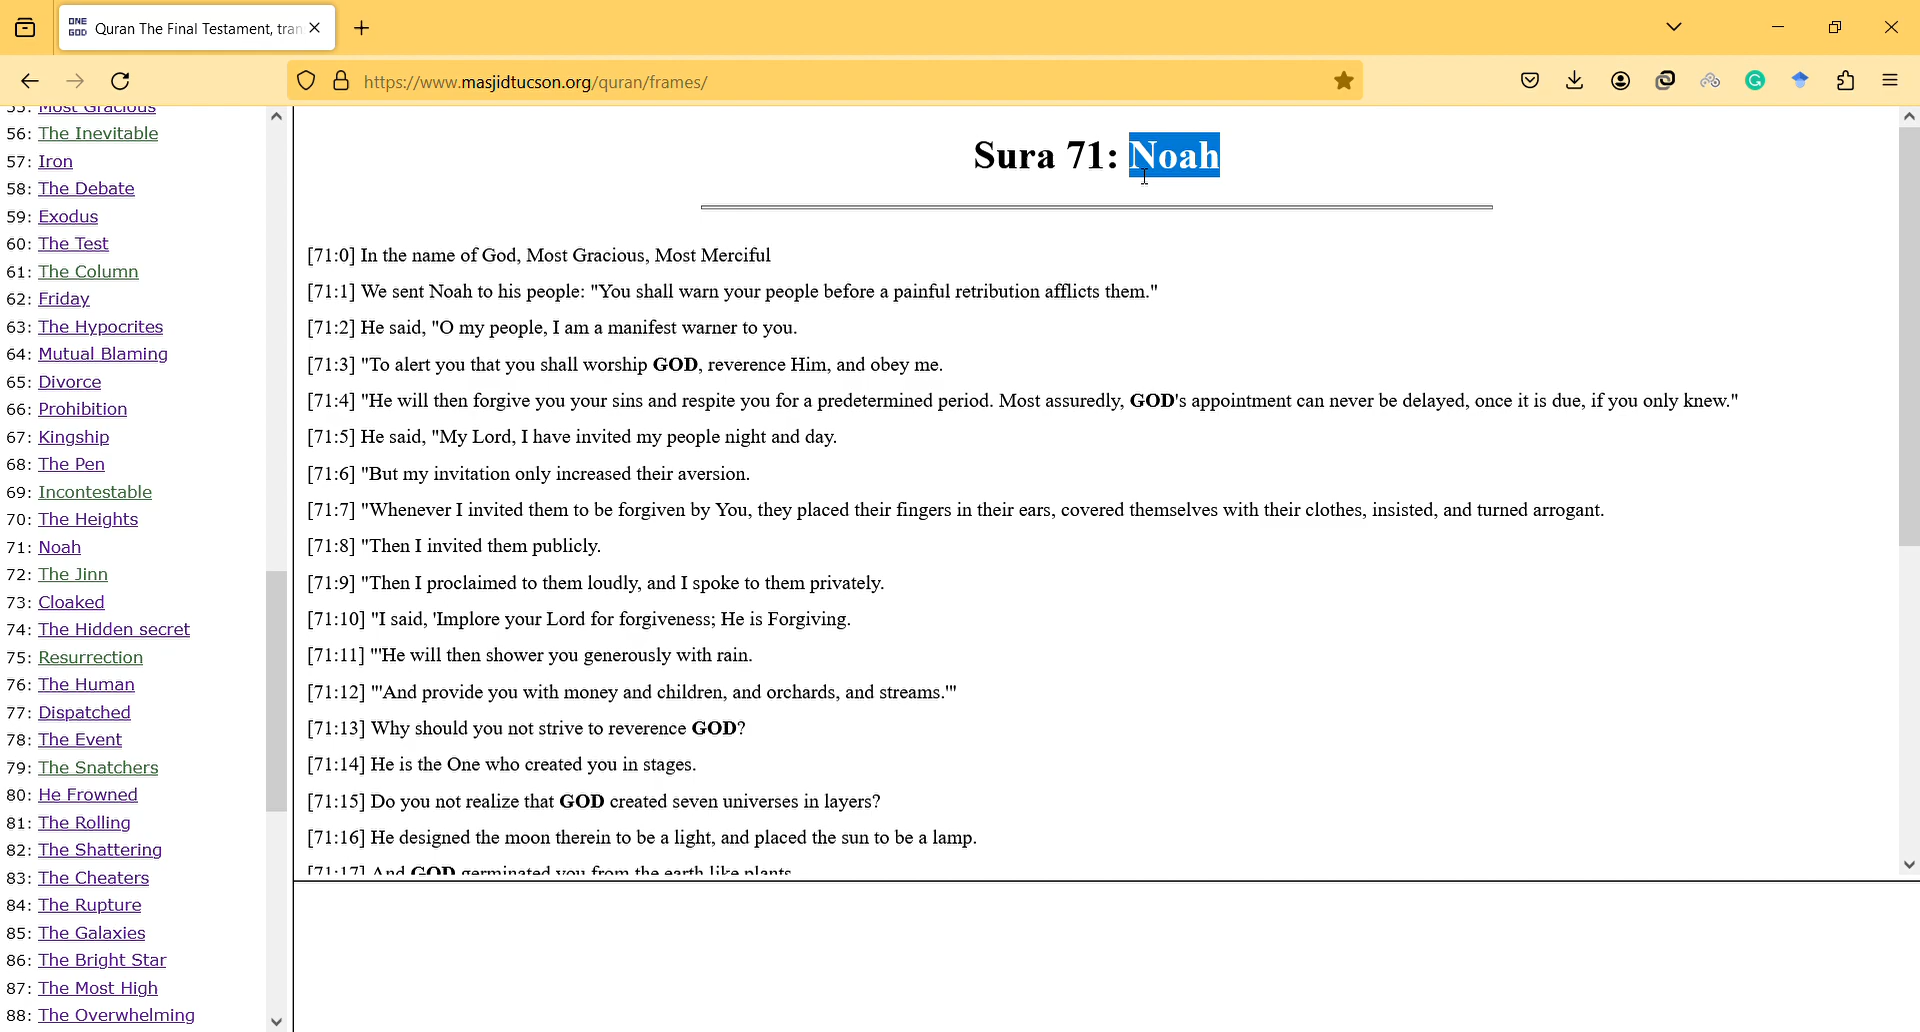 ONE
GOD
Quran The Final Testament, tran
https://www.masjidtucson.org/quran/frames/
55: Most Gracious
56: The Inevitable
57: Iron
58: The Debate
59: Exodus
60: The Test
61: The Column
62: Friday
63: The Hypocrites
64: Mutual Blaming
65: Divorce
66: Prohibition
67: Kingship
68: The Pen
69: Incontestable
70: The Heights
71: Noah
72: The Jinn
73: Cloaked
74: The Hidden secret
75: Resurrection
76: The Human
77: Dispatched
78: The Event
79: The Snatchers
80: He Frowned
81: The Rolling
82: The Shattering
83: The Cheaters
84: The Rupture
85: The Galaxies
86: The Bright Star
87: The Most High
88: The Overwhelming
Sura 71: Noah
[71:0] In the name of God, Most Gracious, Most Merciful
[71:1] We sent Noah to his people: "You shall warn your people before a painful retribution afflicts them."
[71:2] He said, "O my people, I am a manifest warner to you.
[71:3] "To alert you that you shall worship GOD, reverence Him, and obey me.
[71:4] "He will then forgive you your sins and respite you for a predetermined period. Most assuredly, GOD's appointment can never be delayed, once it is due, if you only knew."
[71:5] He said, "My Lord, I have invited my people night and day.
[71:6] "But my invitation only increased their aversion.
[71:7] "Whenever I invited them to be forgiven by You, they placed their fingers in their ears, covered themselves with their clothes, insisted, and turned arrogant.
[71:8] "Then I invited them publicly.
[71:9] "Then I proclaimed to them loudly, and I spoke to them privately.
[71:10] "I said, 'Implore your Lord for forgiveness; He is Forgiving.
[71:11] "'He will then shower you generously with rain.
[71:12] "'And provide you with money and children, and orchards, and streams.'"
[71:13] Why should you not strive to reverence GOD?
[71:14] He is the One who created you in stages.
[71:15] Do you not realize that GOD created seven universes in layers?
[71:16] He designed the moon therein to be a light, and placed the sun to be a lamp.
[71:17] And GOD germinated you from the earth like plants.